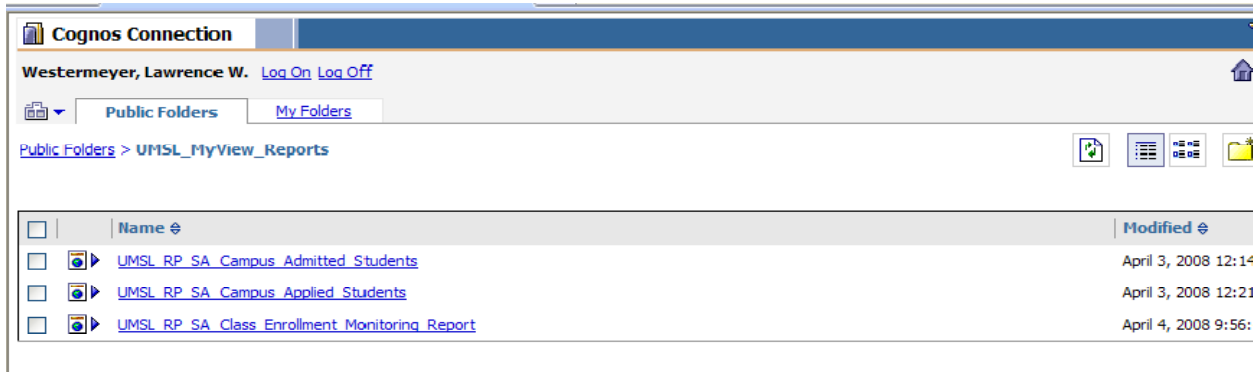 Cognos Connection
Westermeyer, Lawrence W. Log On Log Off
Public Folders My Folders
Public Folders > UMSL_MyView_Reports
Name Modified
UMSL_RP_SA_Campus_Admitted_Students April 3, 2008 12:14
UMSL_RP_SA_Campus_Applied_Students April 3, 2008 12:21
UMSL_RP_SA_Class_Enrollment_Monitoring_Report April 4, 2008 9:56: